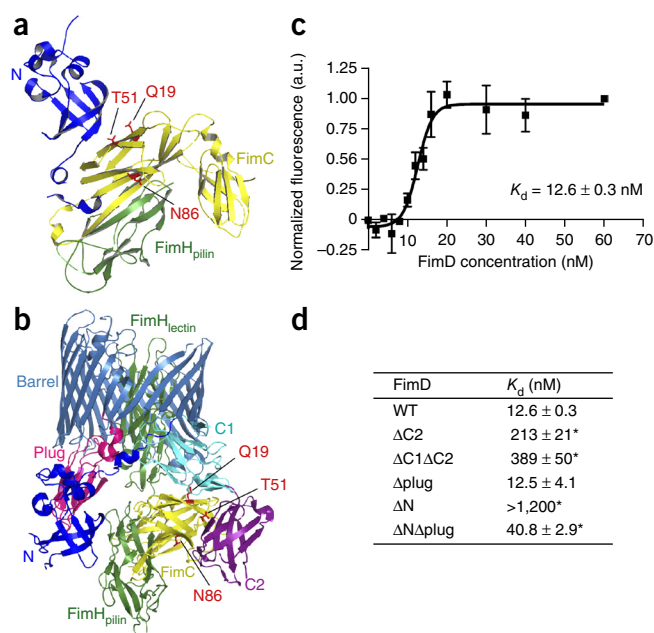 a
N
T51
Q19
FimC
N86
FimHpilin
b
FimHlectin
Barrel
C1
Plug
Q19
T51
N
FimC
C2
N86
FimHpilin
c
Normalized fluorescence (a.u.)
1.25
1.00
0.75
0.56
0.25
0
–0.25
10 20 30 40 50 60 70
FimD concentration (nM)
Kd = 12.6 ± 0.3 nM
d
FimD Kd (nM)
WT 12.6 ± 0.3
ΔC2 213 ± 21*
ΔC1ΔC2 389 ± 50*
Δplug 12.5 ± 4.1
ΔN >1,200*
ΔNΔplug 40.8 ± 2.9*